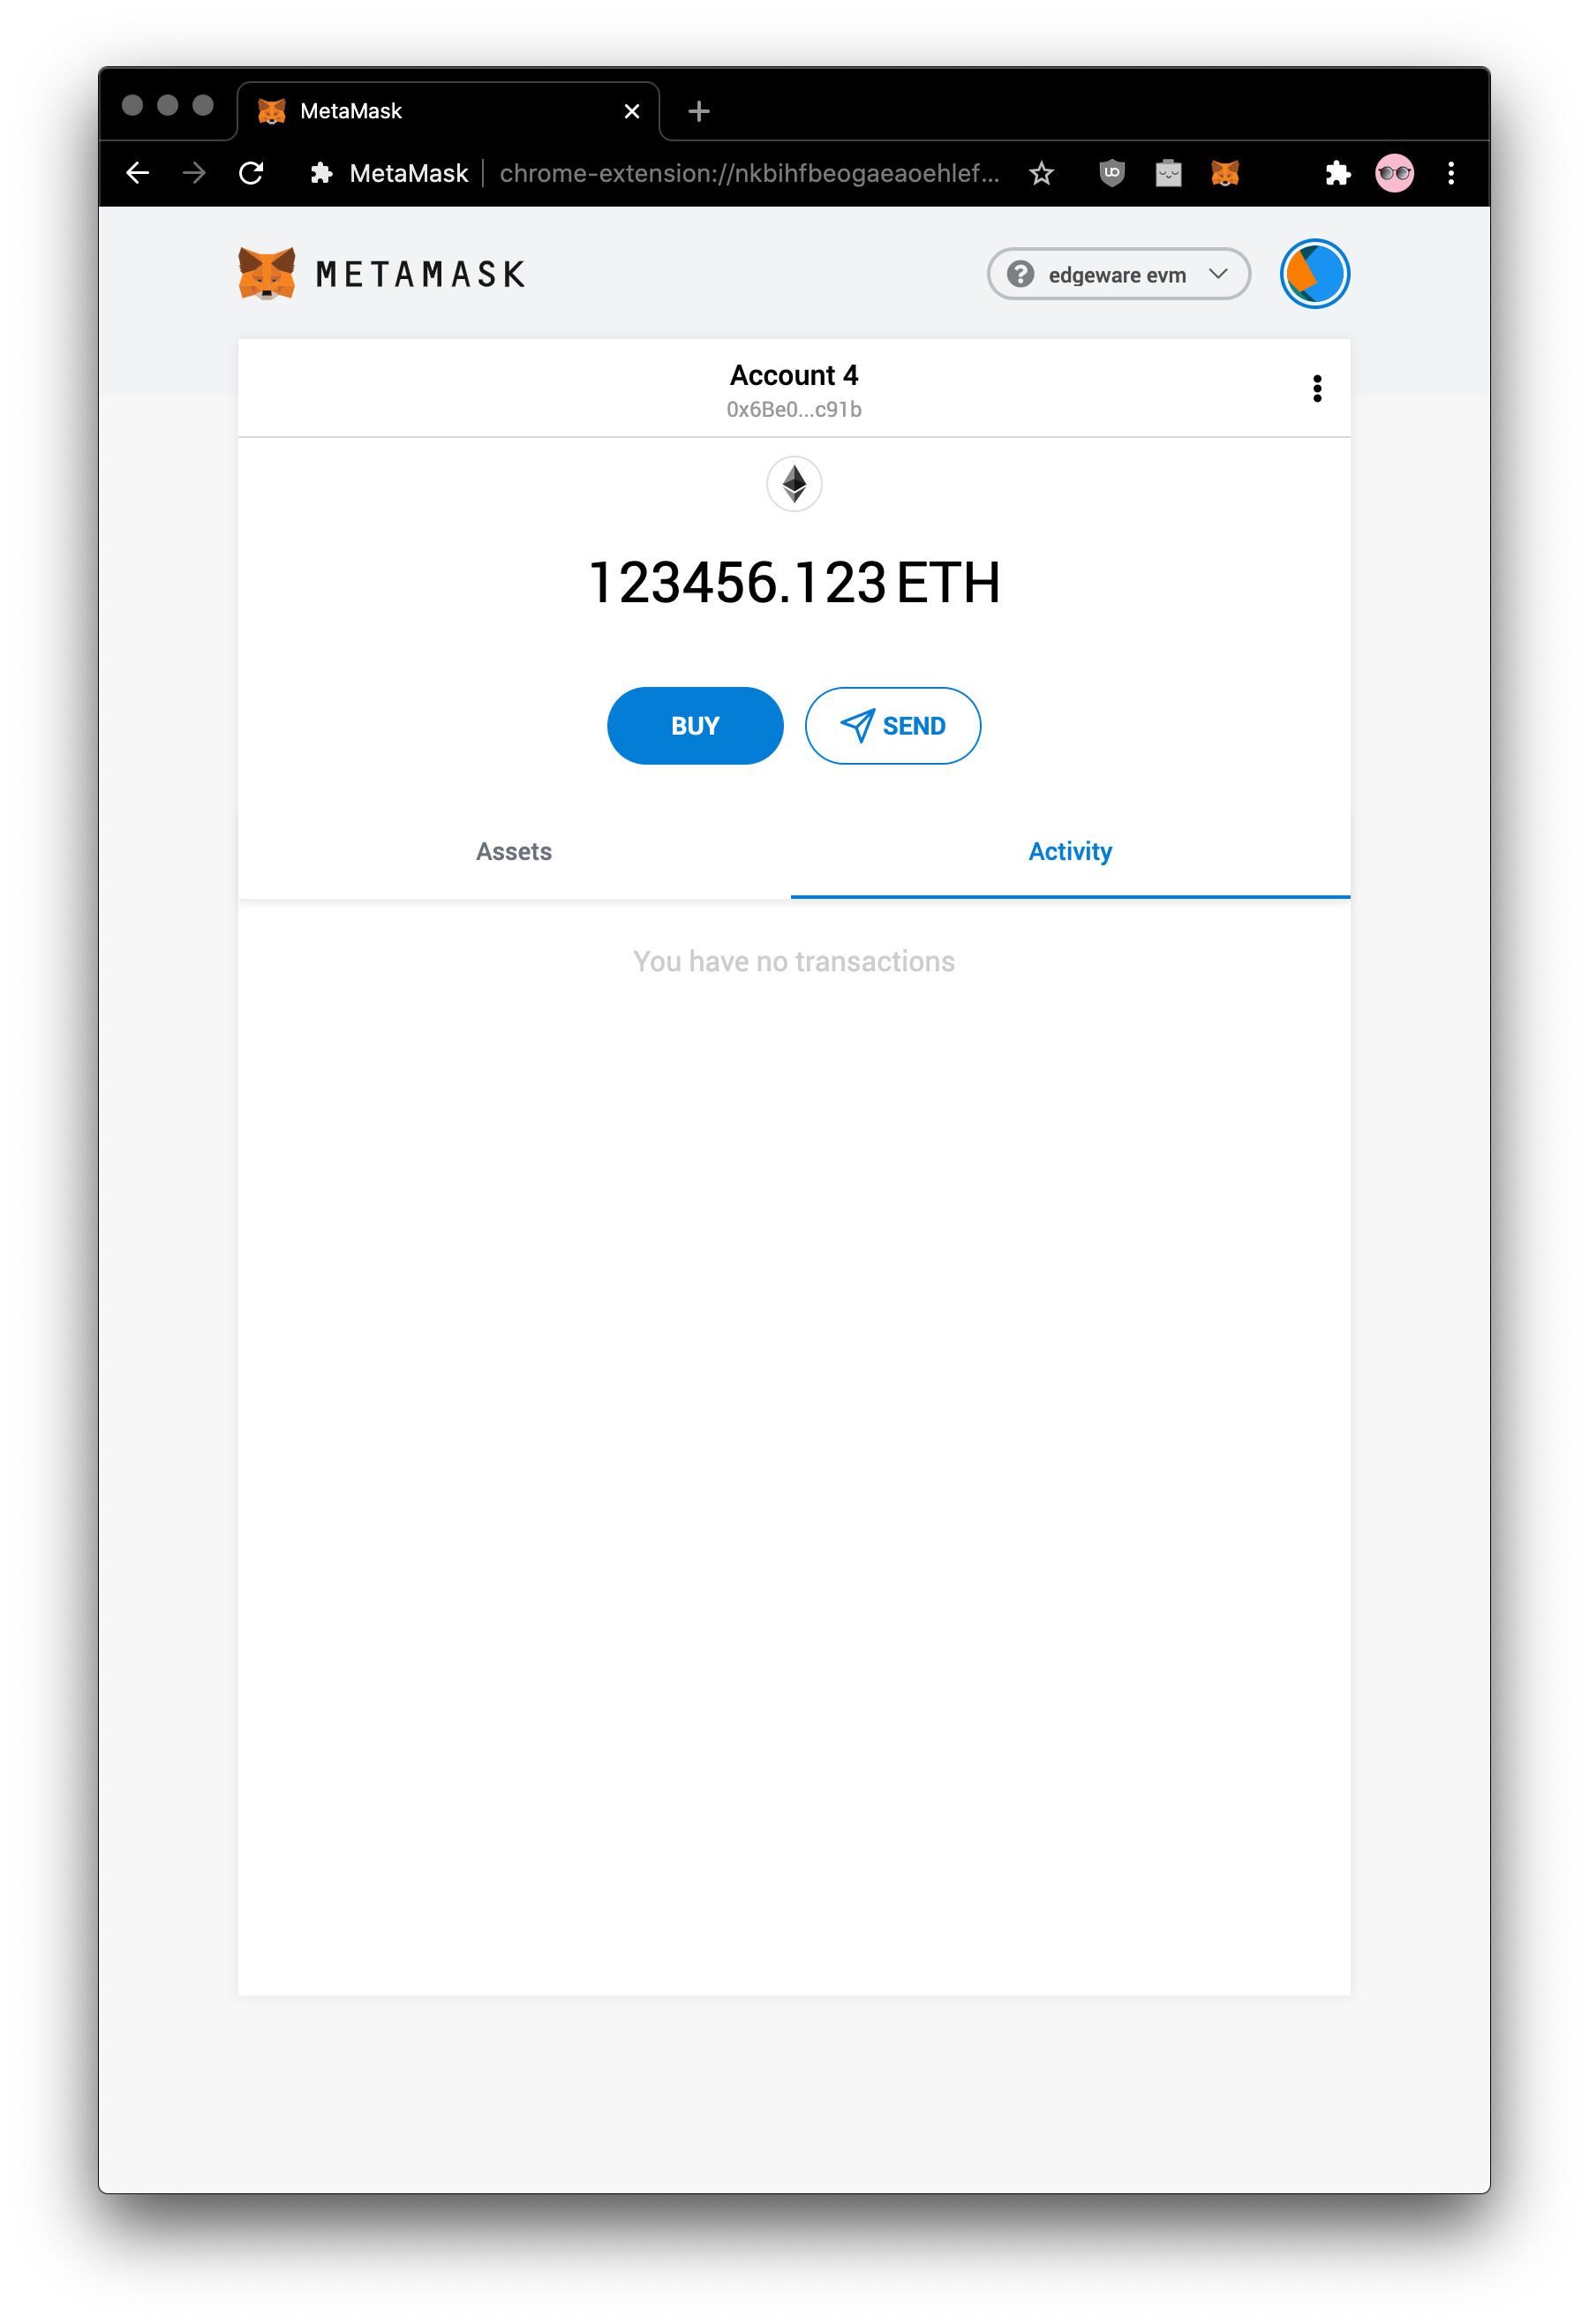 MetaMask
MetaMask chrome-extension://nkbihfbeogaeaoehlef...
UO
METAMASK
? edgeware evm
Account 4
0x6Be0...c91b
123456.123 ETH
BUY SEND
Assets Activity
You have no transactions